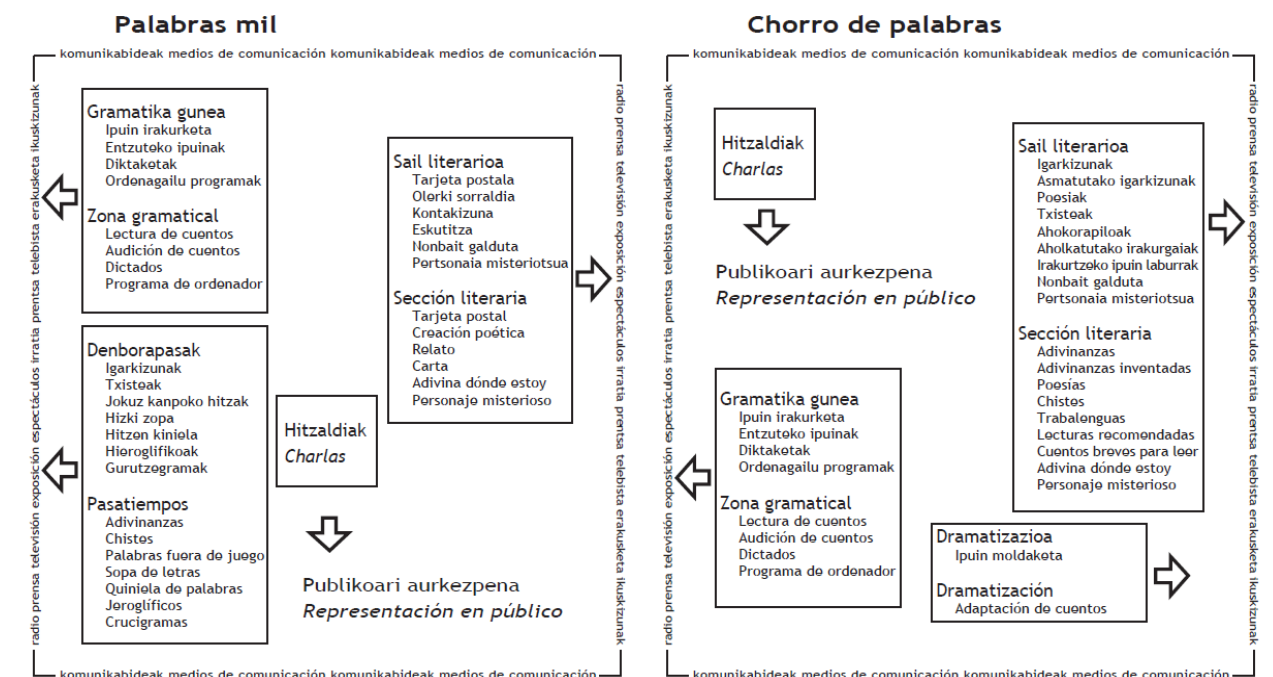 Palabras mil
komunikabideak medios de comunicación komunikabideak medios de comunicación
radio prensa televisión exposición espectáculos irratia prentsa telebista erakusketa ikuskizunak
Gramatika gunea
Ipuin irakurketa
Entzuteko ipuinak
Diktaketak
Ordenagailu programak
Zona gramatical
Lectura de cuentos
Audición de cuentos
Dictados
Programa de ordenador
Denborapasak
Igarkizunak
Txisteak
Jokuz kanpoko hitzak
Hizki zopa
Hitzen kiniela
Hieroglifikoak
Gurutzegramak
Pasatiempos
Adivinanzas
Chistes
Palabras fuera de juego
Sopa de letras
Quiniela de palabras
Jeroglíficos
Crucigramas
Hitzaldiak
Charlas
Publikoari aurkezpena
Representación en público
Sail literarioa
Tarjeta postala
Olerki sorraldia
Kontakizuna
Eskutitza
Nonbait galduta
Pertsonaia misteriotsua
Sección literaria
Tarjeta postal
Creación poética
Relato
Carta
Adivina dónde estoy
Personaje misterioso
radio prensa televisión exposición espectáculos irratia prentsa telebista erakusketa ikuskizunak
komunikabideak medios de comunicación komunikabideak medios de comunicación
Chorro de palabras
komunikabideak medios de comunicación komunikabideak medios de comunicación
radio prensa televisión exposición espectáculos irratia prentsa telebista erakusketa ikuskizunak
Hitzaldiak
Charlas
Publikoari aurkezpena
Representación en público
Gramatika gunea
Ipuin irakurketa
Entzuteko ipuinak
Diktaketak
Ordenagailu programak
Zona gramatical
Lectura de cuentos
Audición de cuentos
Dictados
Programa de ordenador
Sail literarioa
Igarkizunak
Asmatutako igarkizunak
Poesiak
Txisteak
Ahokorapiloak
Aholkatutako irakurgaiak
Irakurtzeko ipuin laburrak
Nonbait galduta
Pertsonaia misteriotsua
Sección literaria
Adivinanzas
Adivinanzas inventadas
Poesías
Chistes
Trabalenguas
Lecturas recomendadas
Cuentos breves para leer
Adivina dónde estoy
Personaje misterioso
Dramatizazioa
Ipuin moldaketa
Dramatización
Adaptación de cuentos
radio prensa televisión exposición espectáculos irratia prentsa telebista erakusketa ikuskizunak
komunikabideak medios de comunicación komunikabideak medios de comunicación